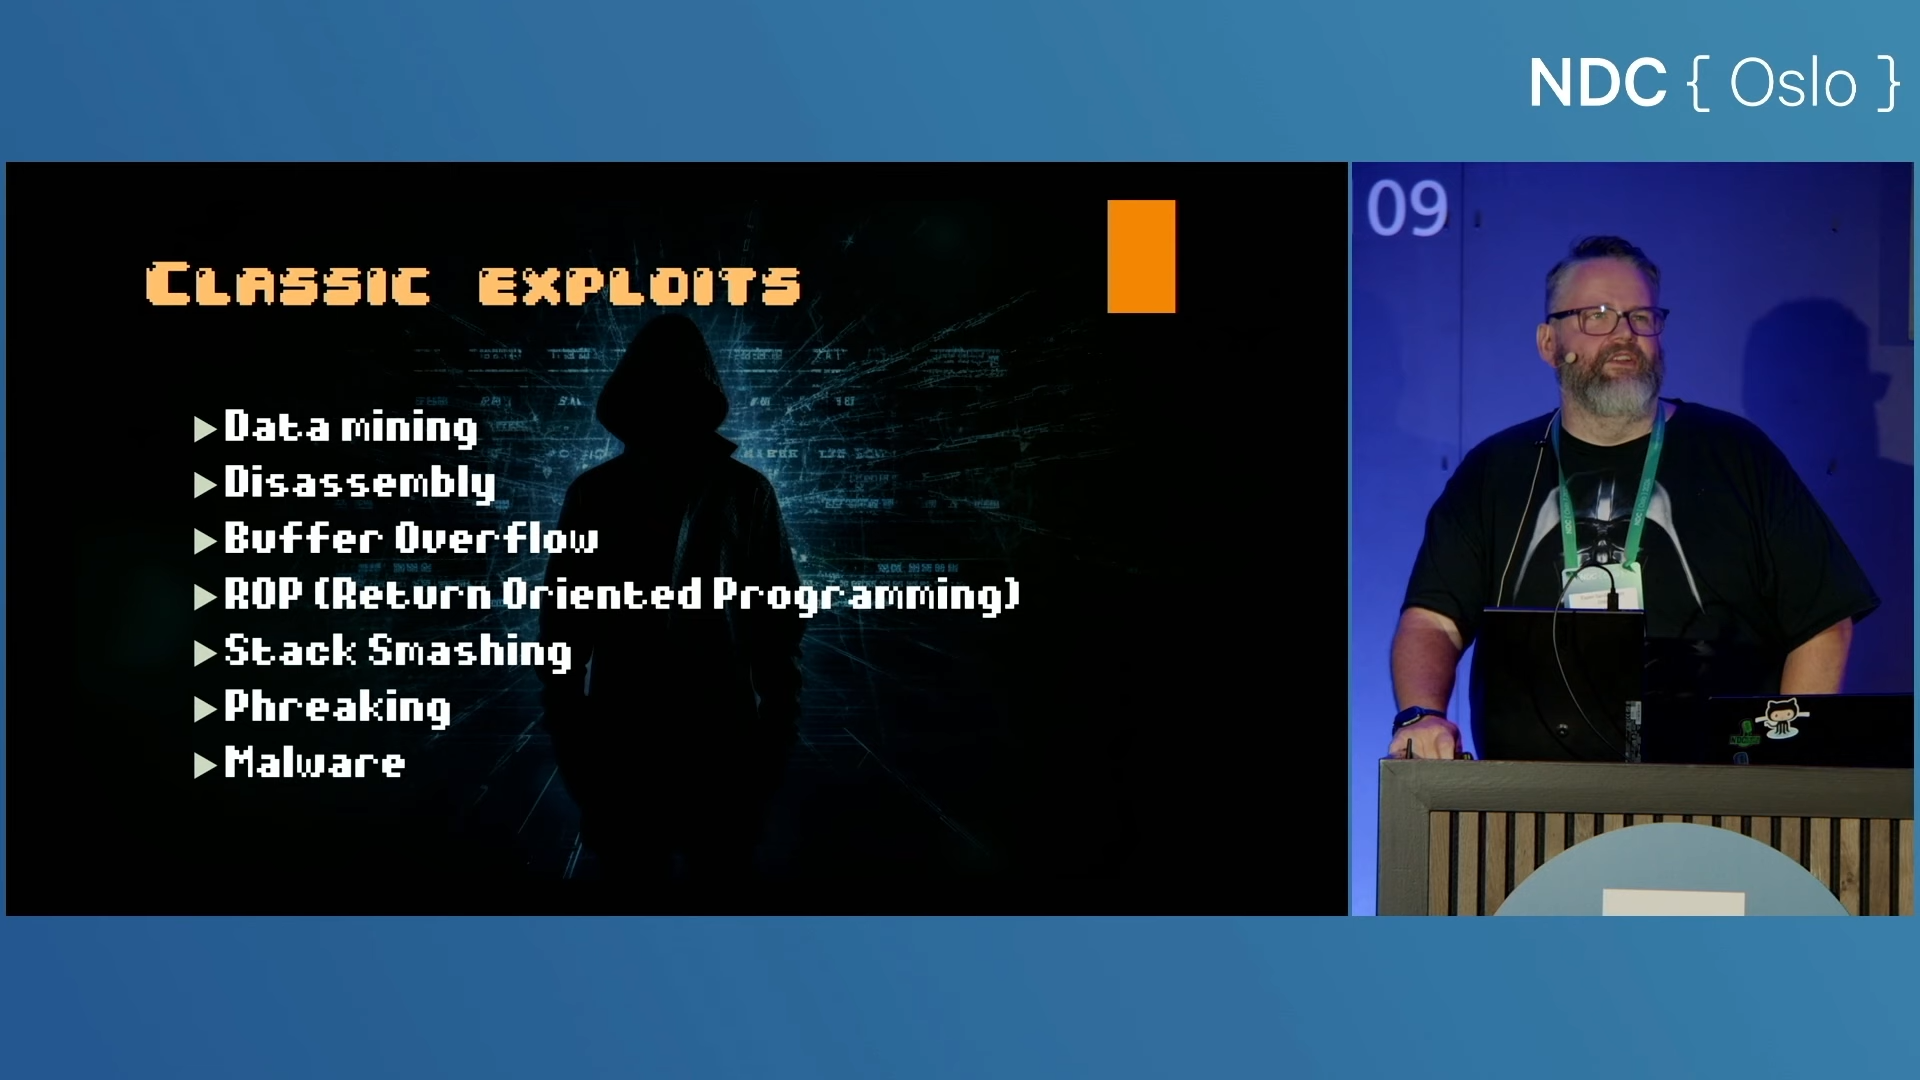 NDC { Oslo }
09
Classic exploits
Data mining
Disassembly
Buffer Overflow
ROP (Return Oriented Programming)
Stack Smashing
Phreaking
Malware